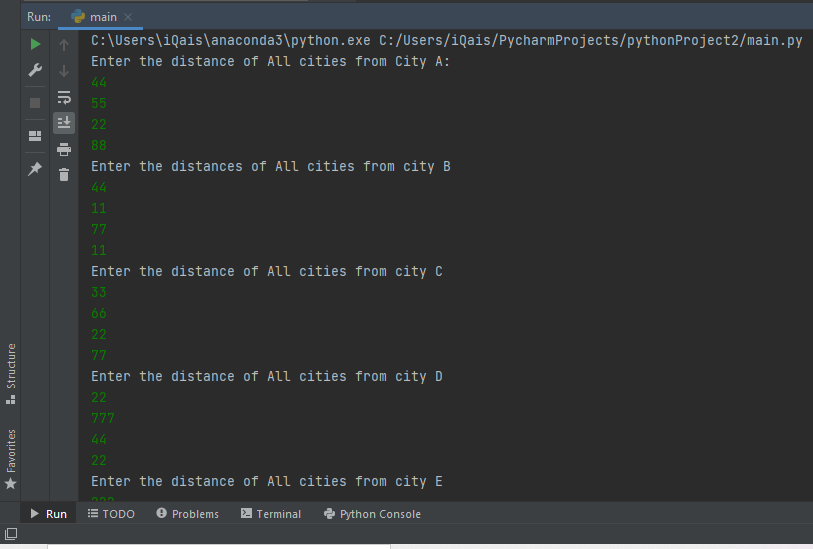 Run: main
C:\Users\iQais\anaconda3\python.exe C:/Users/iQais/PycharmProjects/pythonProject2/main.py
Enter the distance of All cities from City A:
44
55
22
88
Enter the distances of All cities from city B
44
11
77
11
Enter the distance of All cities from city C
33
66
22
77
Enter the distance of All cities from city D
22
777
44
22
Enter the distance of All cities from city E
Structure
Favorites
Run TODO Problems Terminal Python Console